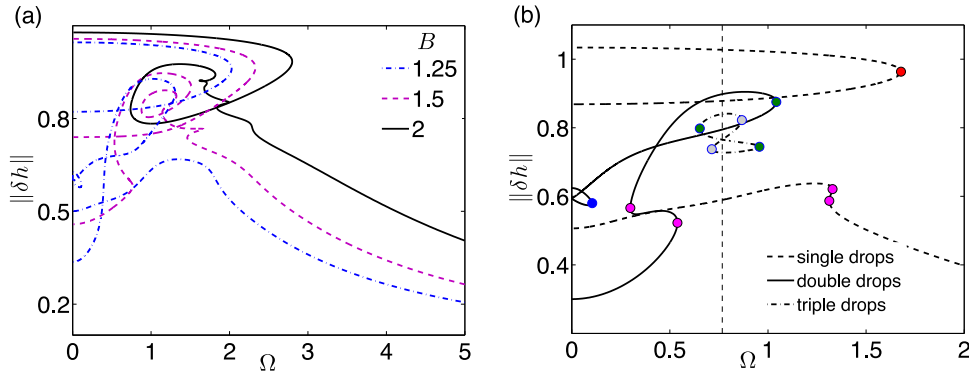 (a)
B
1.25
1.5
2
0.8
0.5
0.2
‖δh‖
0 1 2 3 4 5
Ω
(b)
1
0.8
0.6
0.4
‖δh‖
single drops
double drops
triple drops
0 0.5 1 1.5 2
Ω